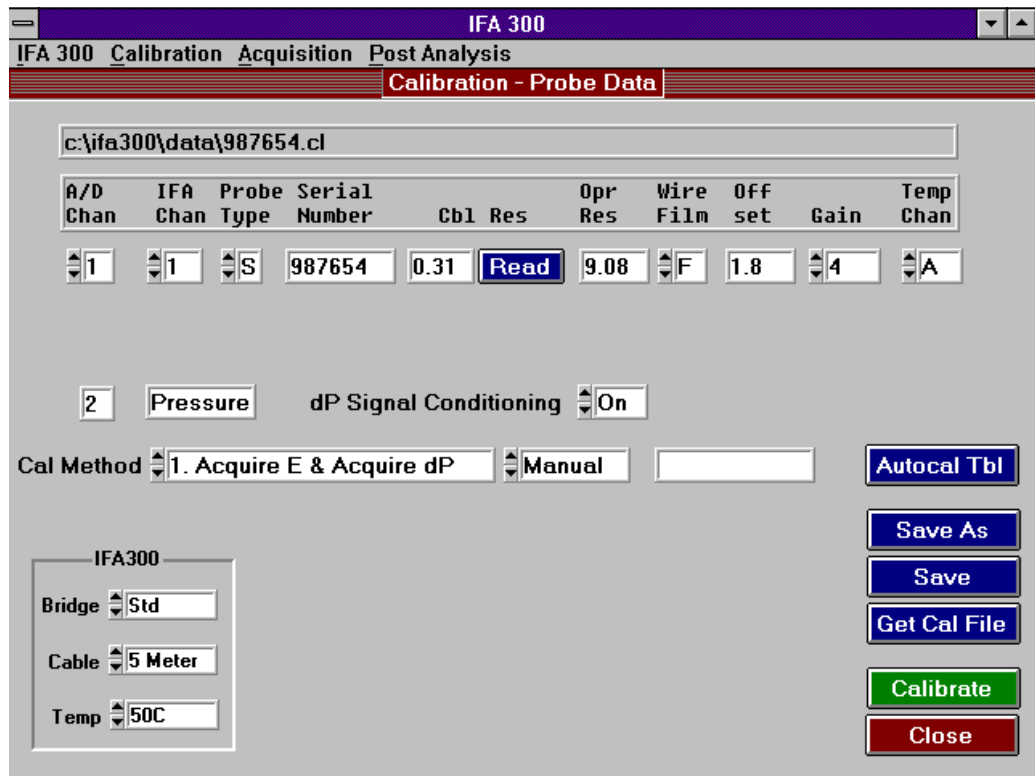 IFA 300
IFA 300 Calibration Acquisition Post Analysis
Calibration - Probe Data
c:\ifa300\data\987654.cl
A/D IFA Probe Serial Opr Wire Off Temp
Chan Chan Type Number Cbl Res Res Film set Gain Chan
1 1 S 987654 0.31 Read 9.08 F 1.8 4 A
2 Pressure dP Signal Conditioning On
Cal Method 1. Acquire E & Acquire dP Manual Autocal Tbl
Save As
IFA300
Save
Bridge Std
Get Cal File
Cable 5 Meter
Calibrate
Temp 50C
Close